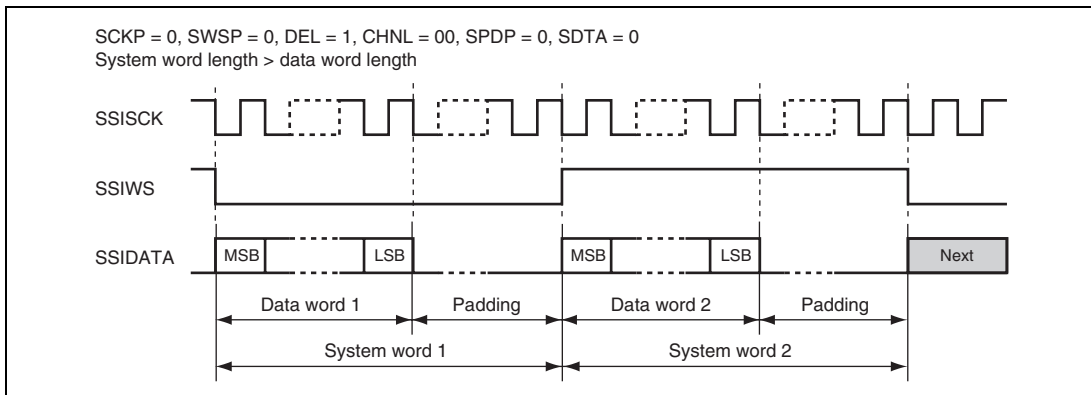 SCKP = 0, SWSP = 0, DEL = 1, CHNL = 00, SPDP = 0, SDTA = 0
System word length > data word length
SSISCK
SSIWS
SSIDATA
MSB
LSB
MSB
LSB
Next
Data word 1
Padding
Data word 2
Padding
System word 1
System word 2